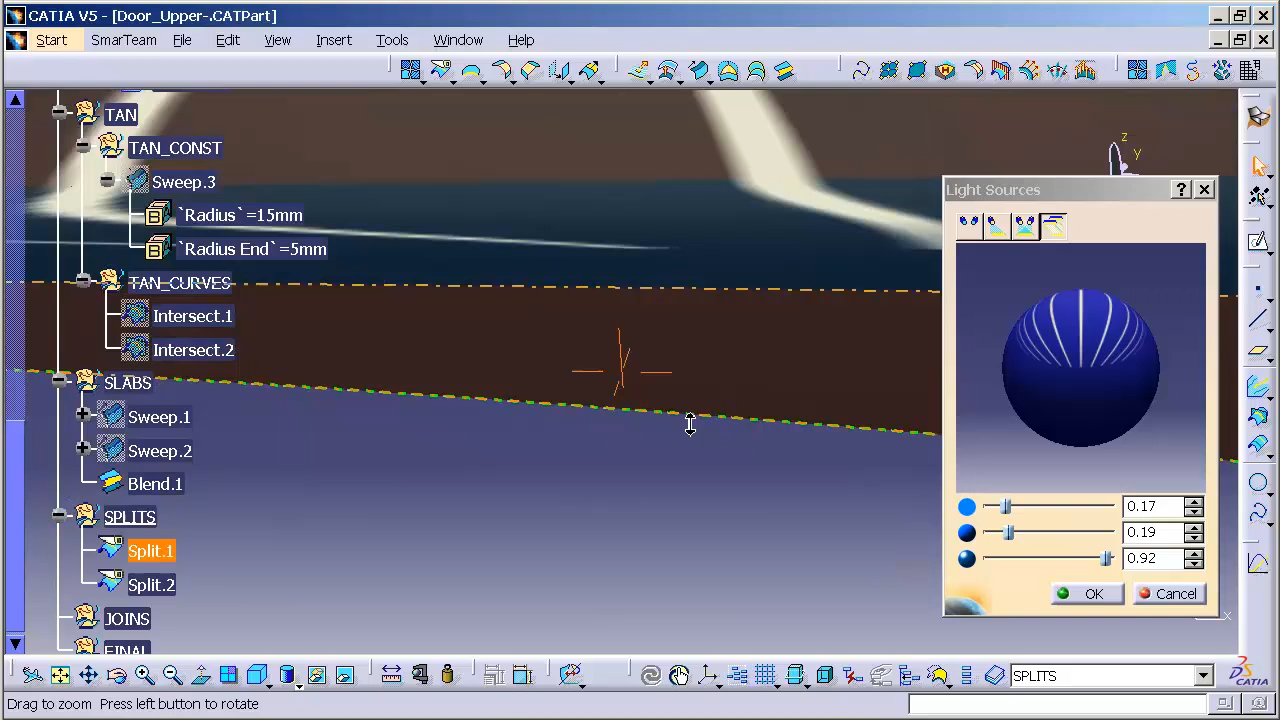 CATIA V5 - [Door_Upper-.CATPart]
Start SmarTeam File Edit View Insert Tools Window Help
TAN
TAN_CONST
Sweep.3
`Radius`=15mm
`Radius End`=5mm
TAN_CURVES
Intersect.1
Intersect.2
SLABS
Sweep.1
Sweep.2
Blend.1
SPLITS
Split.1
Split.2
JOINS
FINAL
z
y
x
Light Sources
0.17
0.19
0.92
OK Cancel
SPLITS
CATIA
Drag to zoom Press left button to rotate